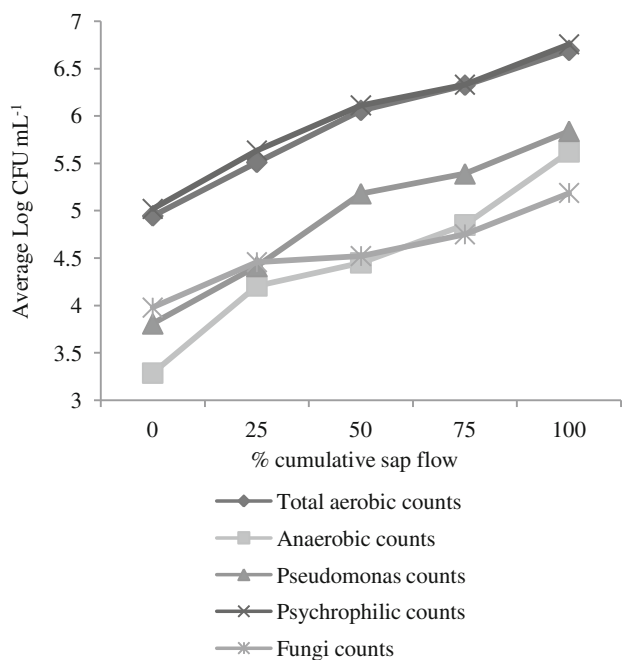 7
6.5
6
5.5
5
4.5
4
3.5
3
Average Log CFU mL-1
0 25 50 75 100
% cumulative sap flow
Total aerobic counts
Anaerobic counts
Pseudomonas counts
Psychrophilic counts
Fungi counts